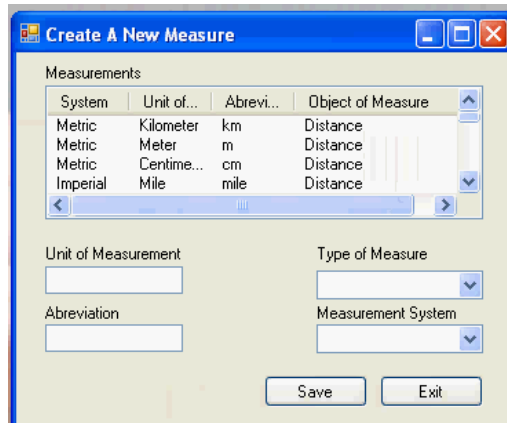 Create A New Measure
Measurements
System Unit of... Abrevi... Object of Measure
Metric Kilometer km Distance
Metric Meter m Distance
Metric Centime... cm Distance
Imperial Mile mile Distance
Unit of Measurement Type of Measure
Abreviation Measurement System
Save Exit